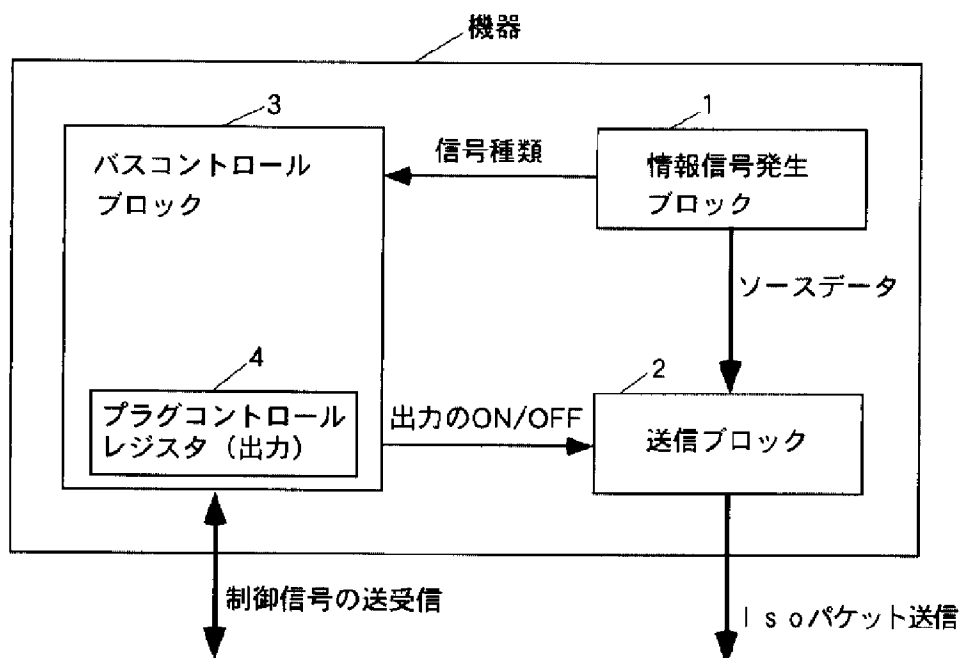 機器
3
バスコントロール
ブロック
信号種類
1
情報信号発生
ブロック
ソースデータ
4
プラグコントロール
レジスタ（出力）
出力のON/OFF
2
送信ブロック
制御信号の送受信
Ｉｓｏパケット送信